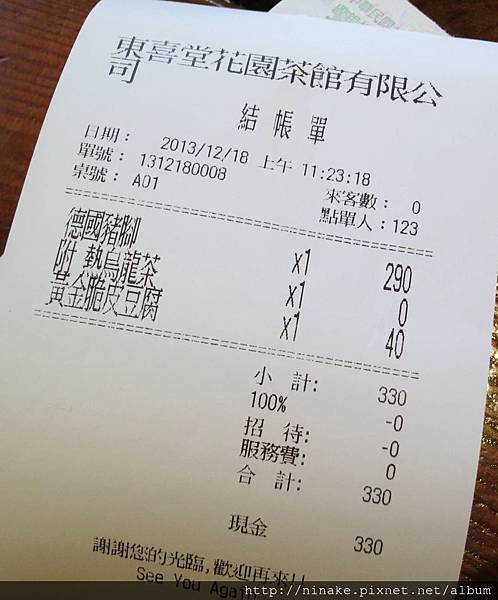 東喜堂花園茶館有限公
司
結 帳 單
日期： 2013/12/18 上午 11:23:18
單號： 1312180008 來客數： 0
桌號： A01 點單人：123
德國豬腳 x1 290
附 熱烏龍茶 x1 0
黃金脆皮豆腐 x1 40
小 計: 330
100% -0
招 待: -0
服務費: 0
合 計: 330
現金 330
謝謝您的光臨,歡迎再來!!
See You Again
http://ninake.pixnet.net/album